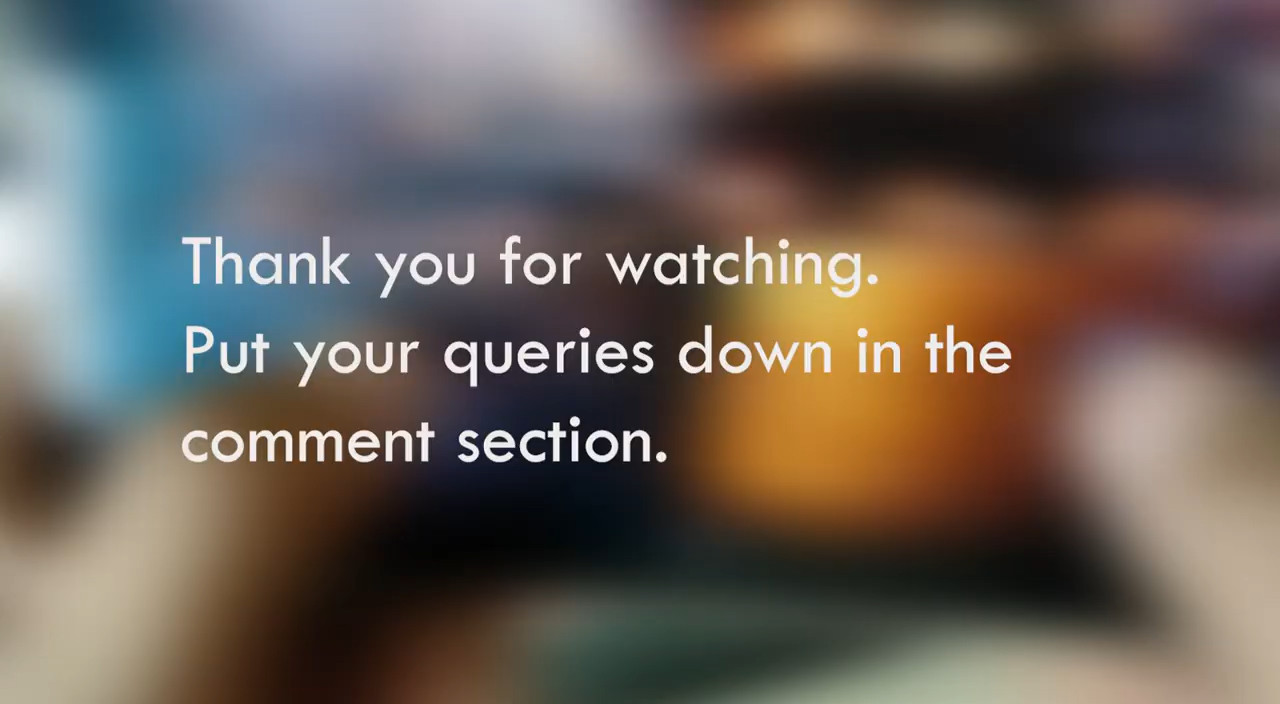 Thank you for watching.
Put your queries down in the
comment section.